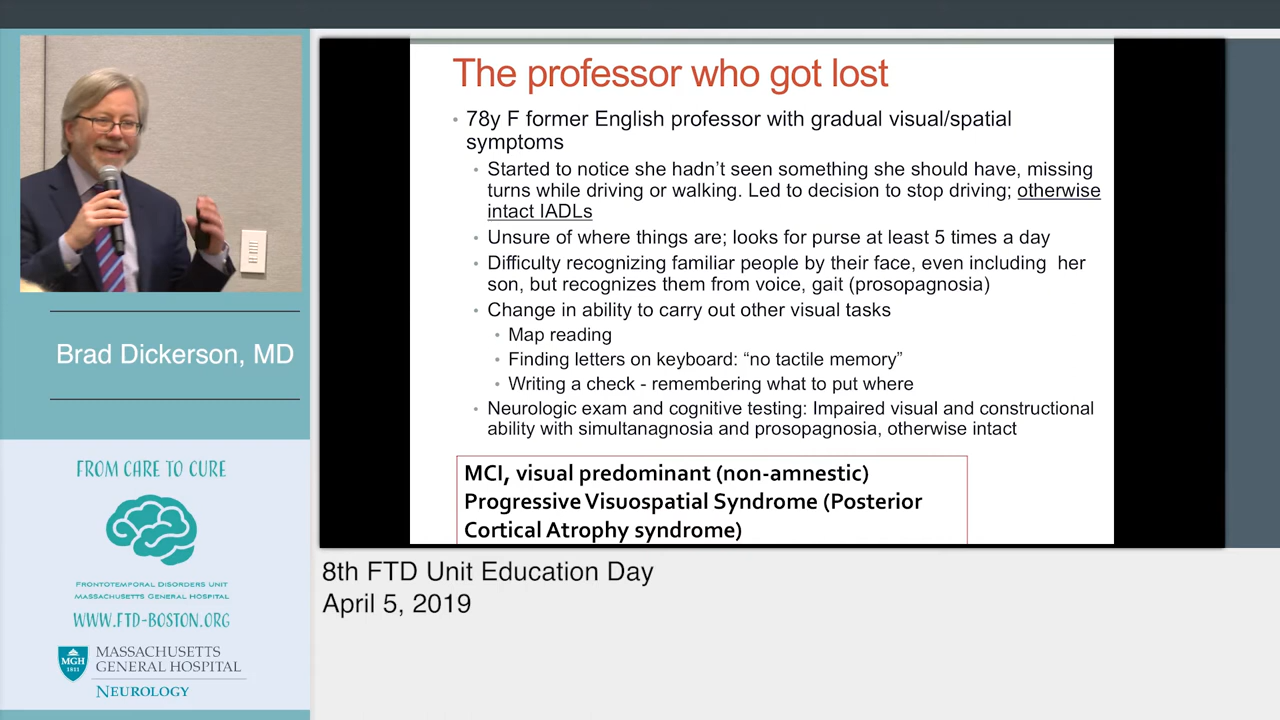 The professor who got lost
• 78y F former English professor with gradual visual/spatial
symptoms
• Started to notice she hadn't seen something she should have, missing
turns while driving or walking. Led to decision to stop driving; otherwise
intact IADLs
• Unsure of where things are; looks for purse at least 5 times a day
• Difficulty recognizing familiar people by their face, even including her
son, but recognizes them from voice, gait (prosopagnosia)
• Change in ability to carry out other visual tasks
• Map reading
• Finding letters on keyboard: “no tactile memory”
• Writing a check - remembering what to put where
• Neurologic exam and cognitive testing: Impaired visual and constructional
ability with simultanagnosia and prosopagnosia, otherwise intact
MCI, visual predominant (non-amnestic)
Progressive Visuospatial Syndrome (Posterior
Cortical Atrophy syndrome)
Brad Dickerson, MD
FROM CARE TO CURE
FRONTOTEMPORAL DISORDERS UNIT
MASSACHUSETTS GENERAL HOSPITAL
WWW.FTD-BOSTON.ORG
MGH
1811
MASSACHUSETTS
GENERAL HOSPITAL
NEUROLOGY
8th FTD Unit Education Day
April 5, 2019